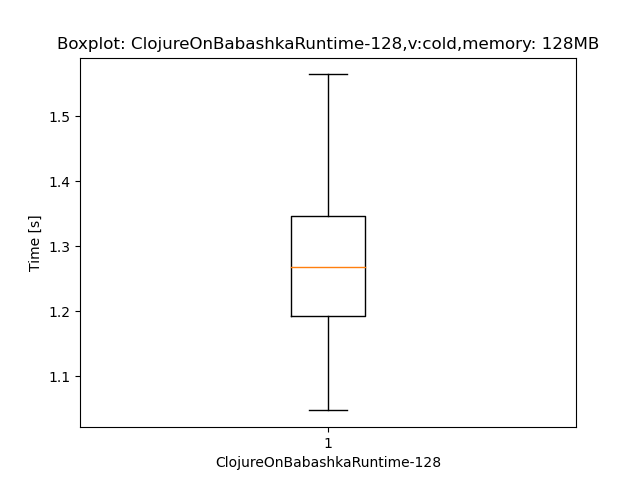 Boxplot: ClojureOnBabashkaRuntime-128,v:cold,memory: 128MB
Time [s]
1.5
1.4
1.3
1.2
1.1
1
ClojureOnBabashkaRuntime-128